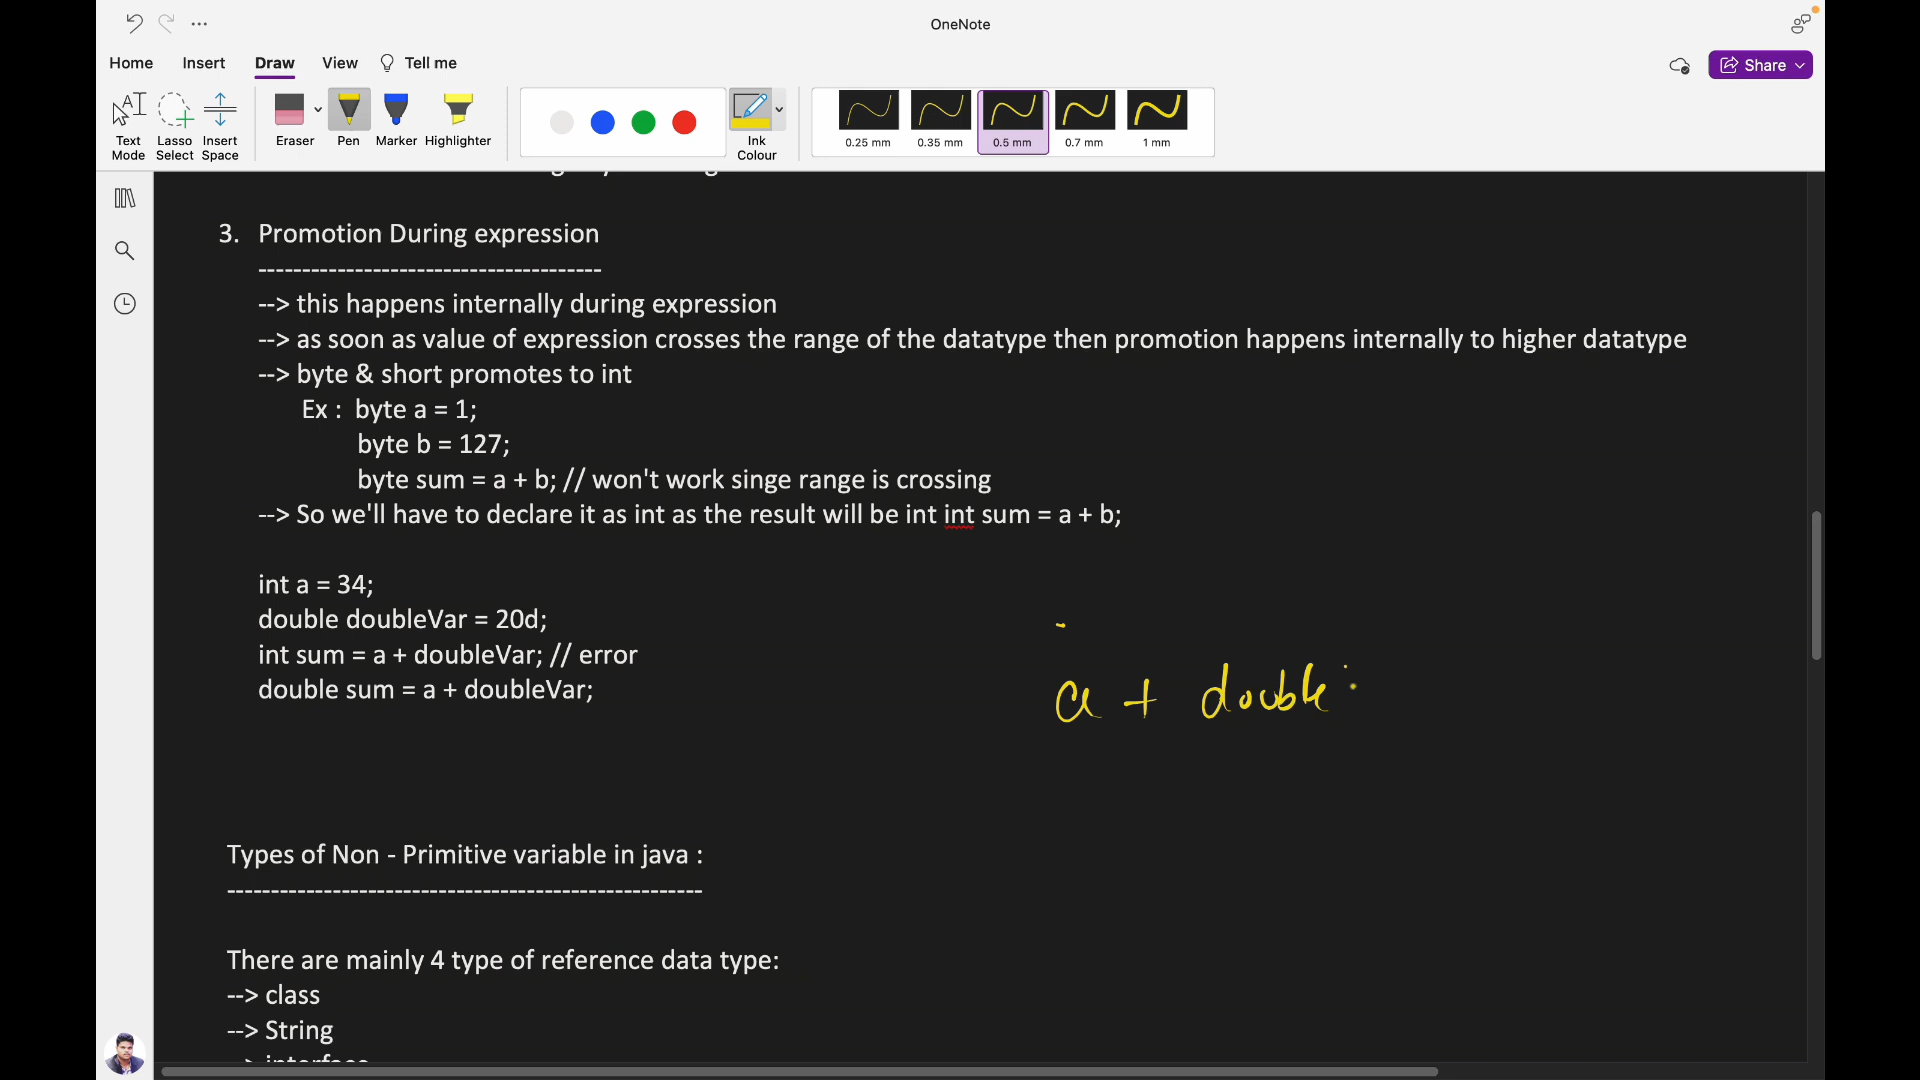 OneNote
Home Insert Draw View Tell me
Share
Text Mode
Lasso Select
Insert Space
Eraser
Pen
Marker
Highlighter
Ink Colour
0.25 mm
0.35 mm
0.5 mm
0.7 mm
1 mm
3. Promotion During expression
---------------------------------------
--> this happens internally during expression
--> as soon as value of expression crosses the range of the datatype then promotion happens internally to higher datatype
--> byte & short promotes to int
Ex : byte a = 1;
byte b = 127;
byte sum = a + b; // won't work singe range is crossing
--> So we'll have to declare it as int as the result will be int int sum = a + b;
int a = 34;
double doubleVar = 20d;
int sum = a + doubleVar; // error
double sum = a + doubleVar;
a + double
Types of Non - Primitive variable in java :
------------------------------------------------------
There are mainly 4 type of reference data type:
--> class
--> String
--> interface